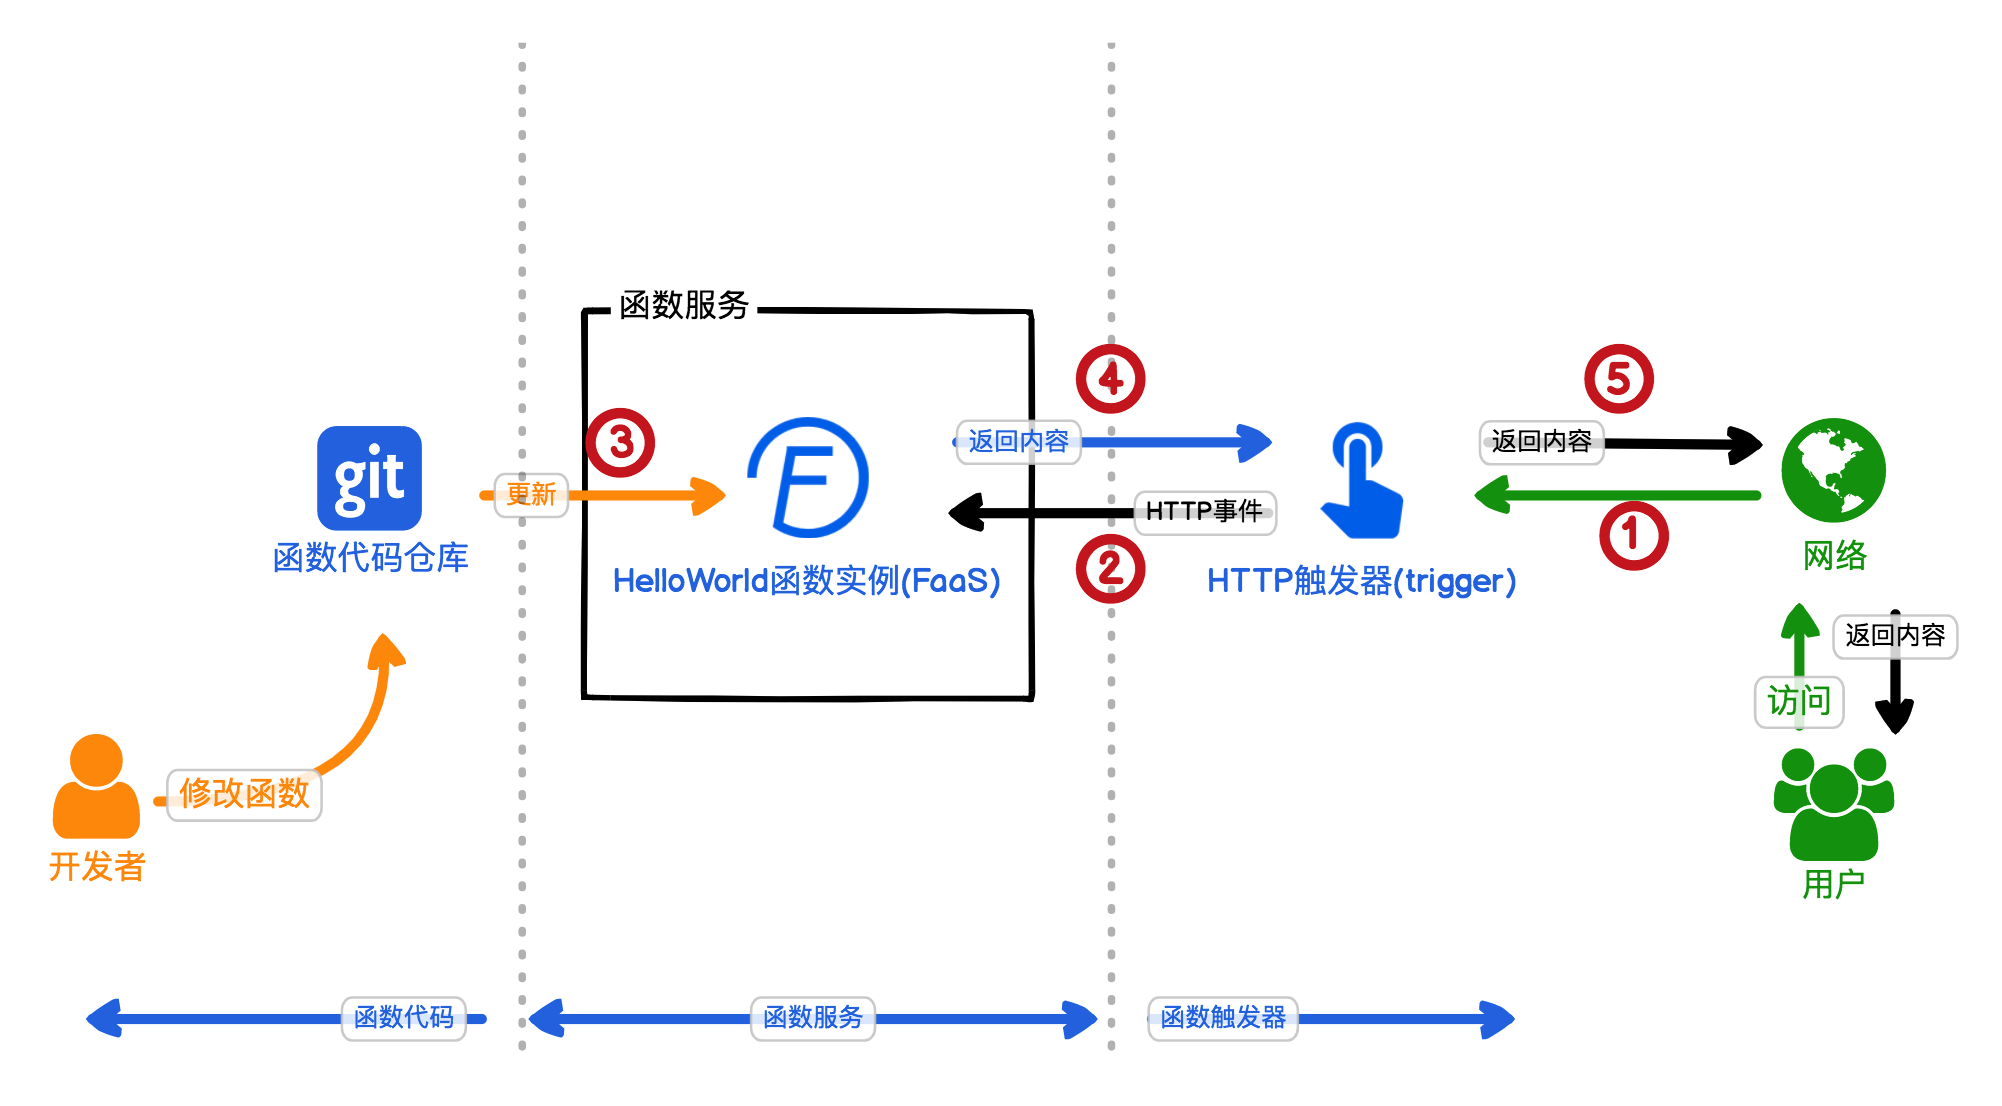 函数服务
④
⑤
③
返回内容
返回内容
git
更新
HTTP事件
①
函数代码仓库
②
HelloWorld函数实例(FaaS)
HTTP触发器(trigger)
网络
返回内容
访问
修改函数
开发者
用户
函数代码
函数服务
函数触发器